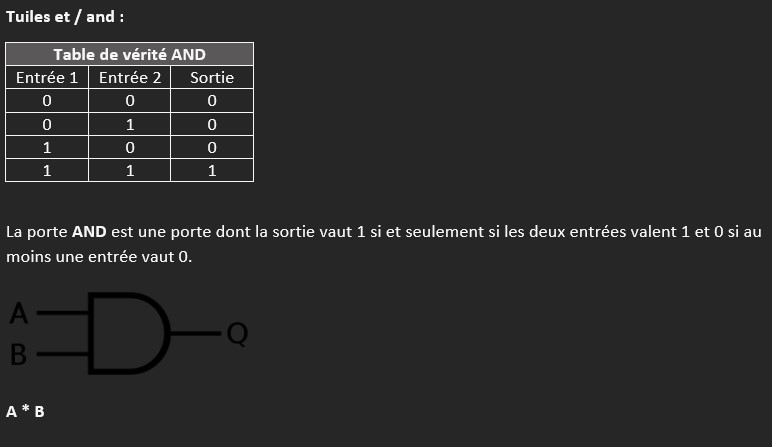 Tuiles et / and :
Table de vérité AND
Entrée 1 Entrée 2 Sortie
0 0 0
0 1 0
1 0 0
1 1 1
La porte AND est une porte dont la sortie vaut 1 si et seulement si les deux entrées valent 1 et 0 si au
moins une entrée vaut 0.
A
Q
B
A * B